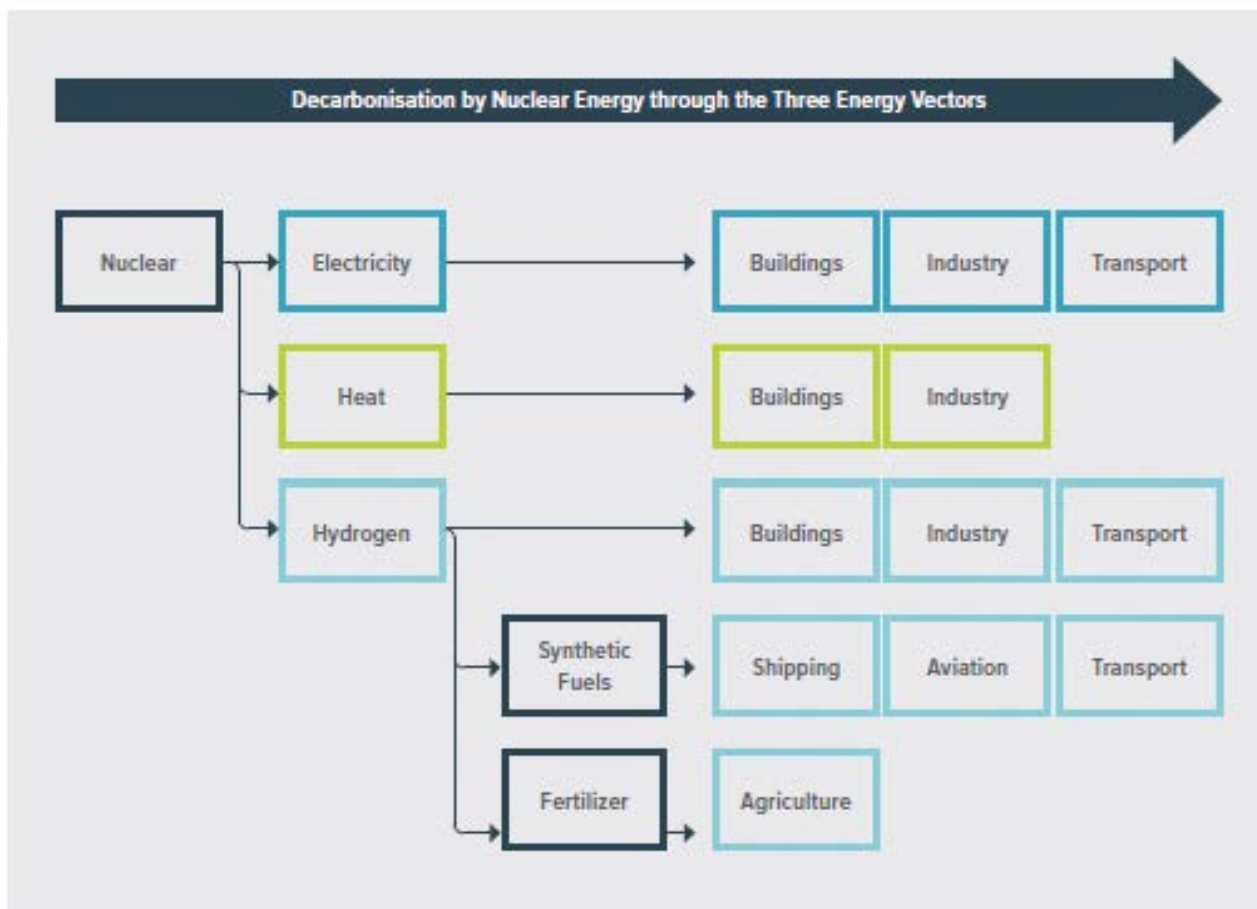 Decarbonisation by Nuclear Energy through the Three Energy Vectors
Nuclear
Electricity
Buildings
Industry
Transport
Heat
Buildings
Industry
Hydrogen
Buildings
Industry
Transport
Synthetic
Fuels
Shipping
Aviation
Transport
Fertilizer
Agriculture